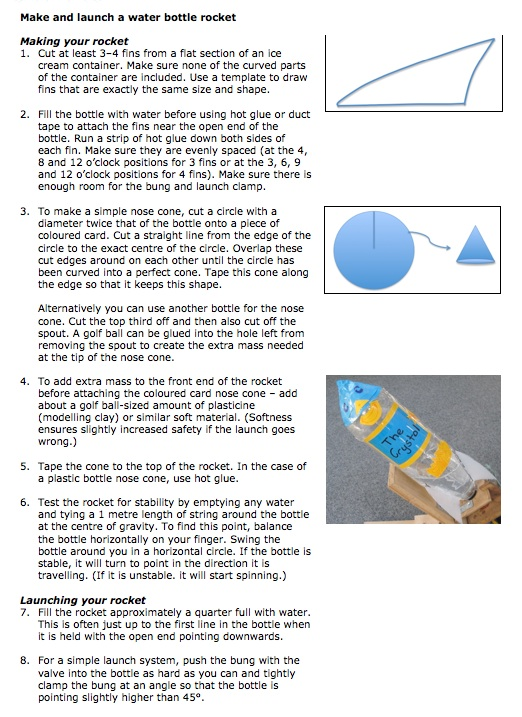 Make and launch a water bottle rocket
Making your rocket
1. Cut at least 3–4 fins from a flat section of an ice
cream container. Make sure none of the curved parts
of the container are included. Use a template to draw
fins that are exactly the same size and shape.
2. Fill the bottle with water before using hot glue or duct
tape to attach the fins near the open end of the
bottle. Run a strip of hot glue down both sides of
each fin. Make sure they are evenly spaced (at the 4,
8 and 12 o'clock positions for 3 fins or at the 3, 6, 9
and 12 o'clock positions for 4 fins). Make sure there is
enough room for the bung and launch clamp.
3. To make a simple nose cone, cut a circle with a
diameter twice that of the bottle onto a piece of
coloured card. Cut a straight line from the edge of the
circle to the exact centre of the circle. Overlap these
cut edges around on each other until the circle has
been curved into a perfect cone. Tape this cone along
the edge so that it keeps this shape.
Alternatively you can use another bottle for the nose
cone. Cut the top third off and then also cut off the
spout. A golf ball can be glued into the hole left from
removing the spout to create the extra mass needed
at the tip of the nose cone.
4. To add extra mass to the front end of the rocket
before attaching the coloured card nose cone – add
about a golf ball-sized amount of plasticine
(modelling clay) or similar soft material. (Softness
ensures slightly increased safety if the launch goes
wrong.)
The
Crystal
5. Tape the cone to the top of the rocket. In the case of
a plastic bottle nose cone, use hot glue.
6. Test the rocket for stability by emptying any water
and tying a 1 metre length of string around the bottle
at the centre of gravity. To find this point, balance
the bottle horizontally on your finger. Swing the
bottle around you in a horizontal circle. If the bottle is
stable, it will turn to point in the direction it is
travelling. (If it is unstable. it will start spinning.)
Launching your rocket
7. Fill the rocket approximately a quarter full with water.
This is often just up to the first line in the bottle when
it is held with the open end pointing downwards.
8. For a simple launch system, push the bung with the
valve into the bottle as hard as you can and tightly
clamp the bung at an angle so that the bottle is
pointing slightly higher than 45°.